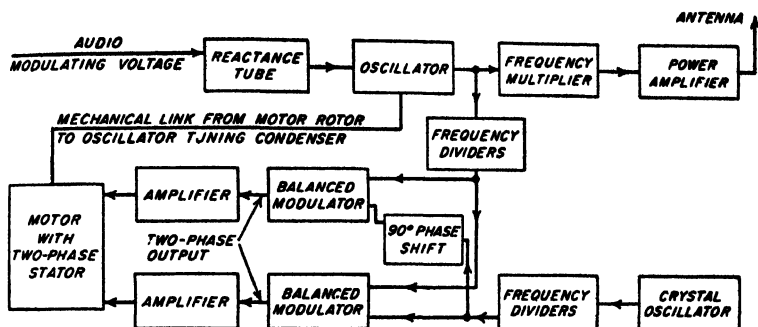 ANTENNA
AUDIO
MODULATING VOLTAGE
REACTANCE
TUBE
OSCILLATOR
FREQUENCY
MULTIPLIER
POWER
AMPLIFIER
MECHANICAL LINK FROM MOTOR ROTOR
TO OSCILLATOR TJNING CONDENSER
FREQUENCY
DIVIDERS
MOTOR
WITH
TWO-PHASE
STATOR
AMPLIFIER
BALANCED
MODULATOR
90° PHASE
SHIFT
TWO-PHASE
OUTPUT
AMPLIFIER
BALANCED
MODULATOR
FREQUENCY
DIVIDERS
CRYSTAL
OSCILLATOR